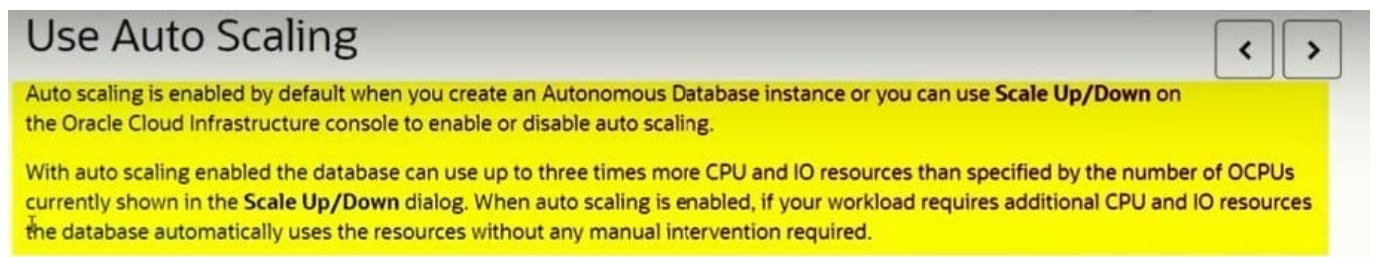 Use Auto Scaling
Auto scaling is enabled by default when you create an Autonomous Database instance or you can use Scale Up/Down on
the Oracle Cloud Infrastructure console to enable or disable auto scaling.
With auto scaling enabled the database can use up to three times more CPU and IO resources than specified by the number of OCPUs
currently shown in the Scale Up/Down dialog. When auto scaling is enabled, if your workload requires additional CPU and IO resources
the database automatically uses the resources without any manual intervention required.